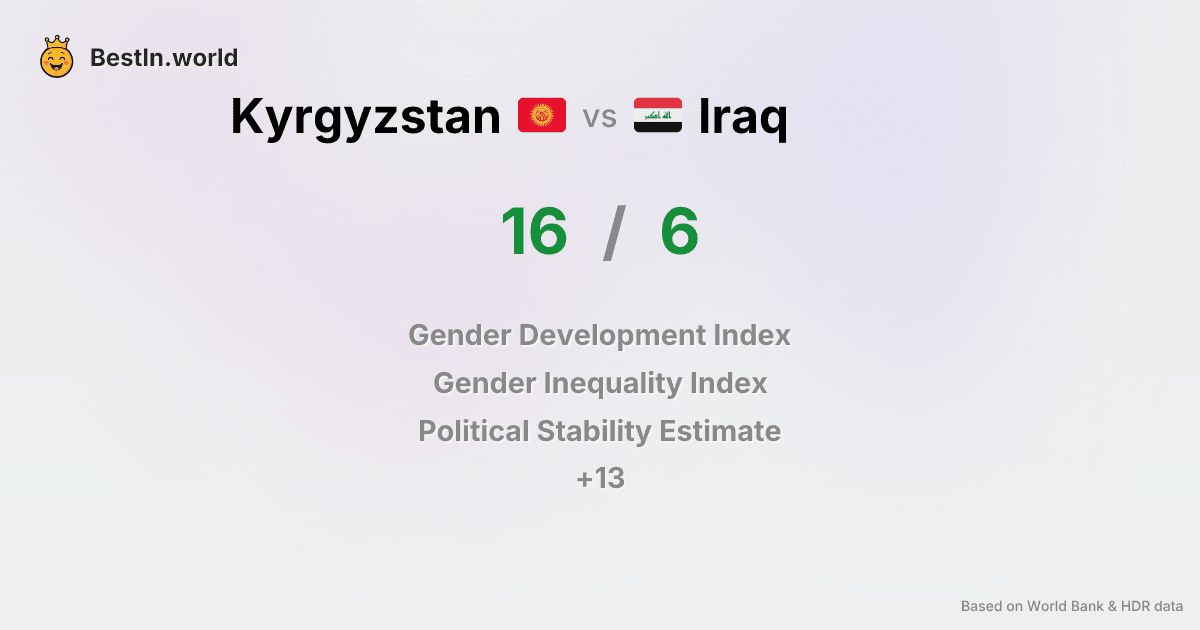 BestIn.world
Kyrgyzstan vs Iraq
16 / 6
Gender Development Index
Gender Inequality Index
Political Stability Estimate
+13
Based on World Bank & HDR data